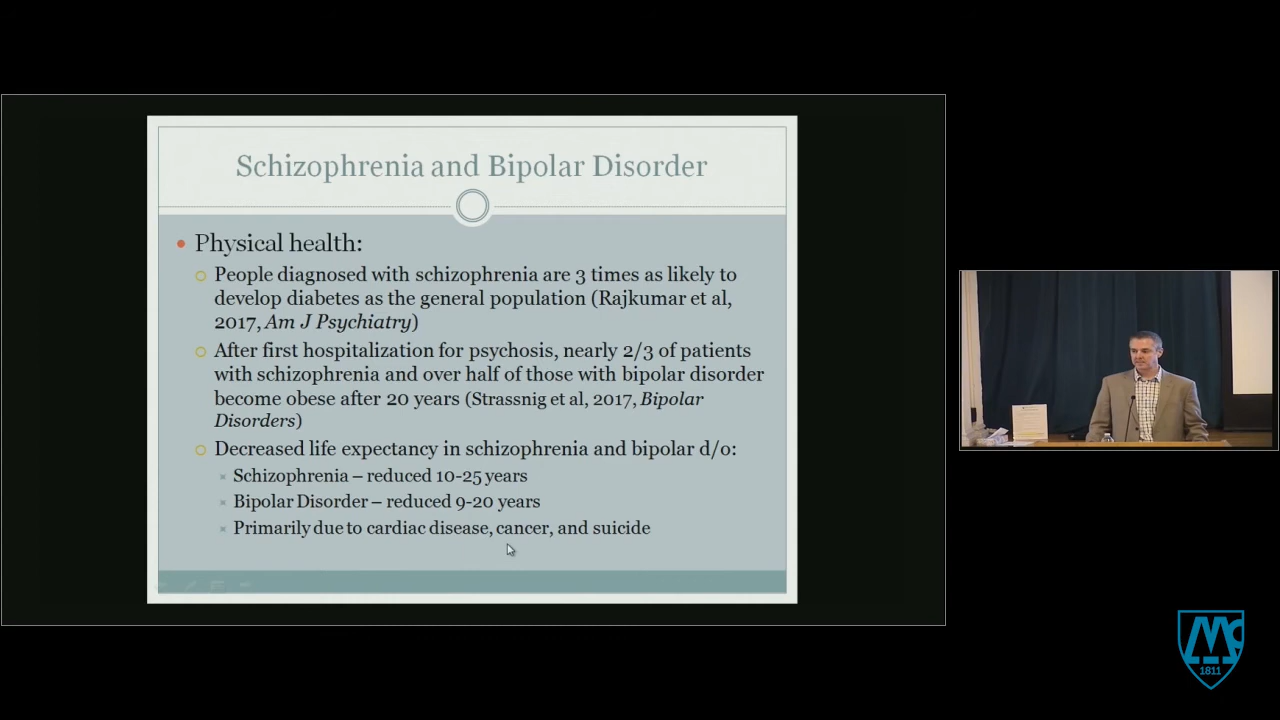 Schizophrenia and Bipolar Disorder
Physical health:
People diagnosed with schizophrenia are 3 times as likely to
develop diabetes as the general population (Rajkumar et al,
2017, Am J Psychiatry)
After first hospitalization for psychosis, nearly 2/3 of patients
with schizophrenia and over half of those with bipolar disorder
become obese after 20 years (Strassnig et al, 2017, Bipolar
Disorders)
Decreased life expectancy in schizophrenia and bipolar d/o:
Schizophrenia – reduced 10-25 years
Bipolar Disorder – reduced 9-20 years
Primarily due to cardiac disease, cancer, and suicide
Mc
1811